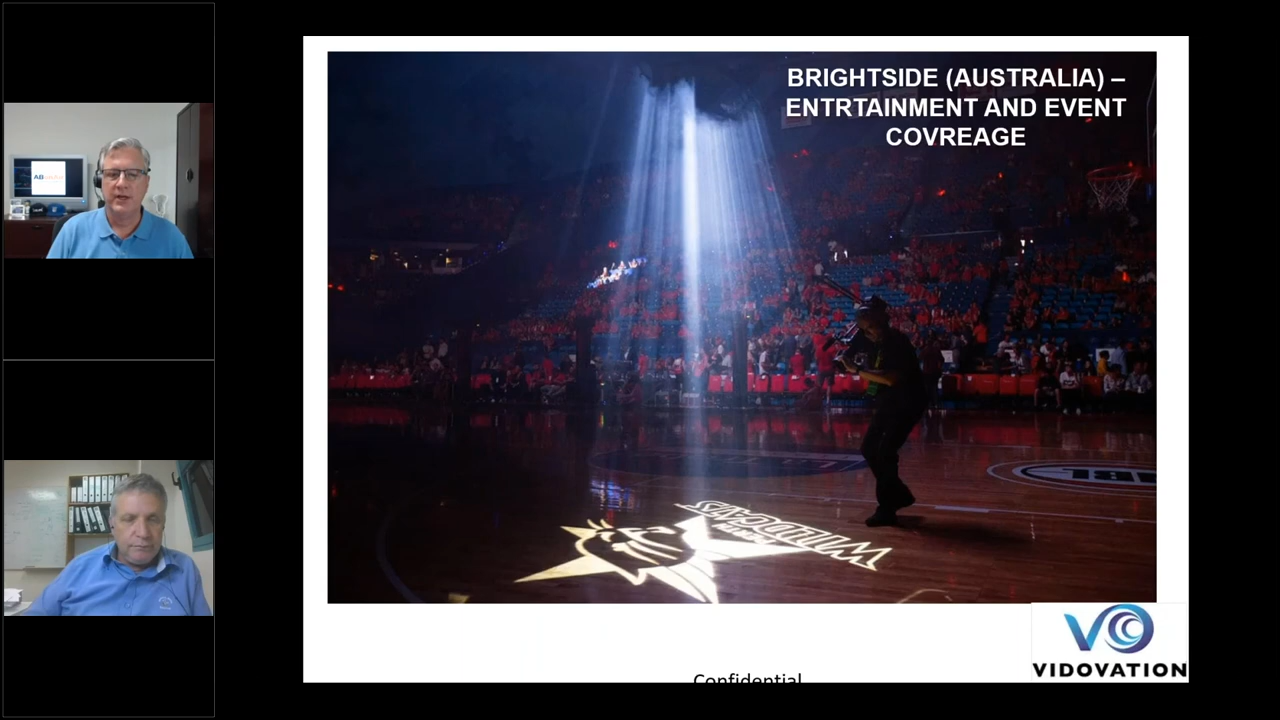 BRIGHTSIDE (AUSTRALIA) –
ENTRTAINMENT AND EVENT
COVREAGE
WILDCATS
VIDOVATION
Confidential